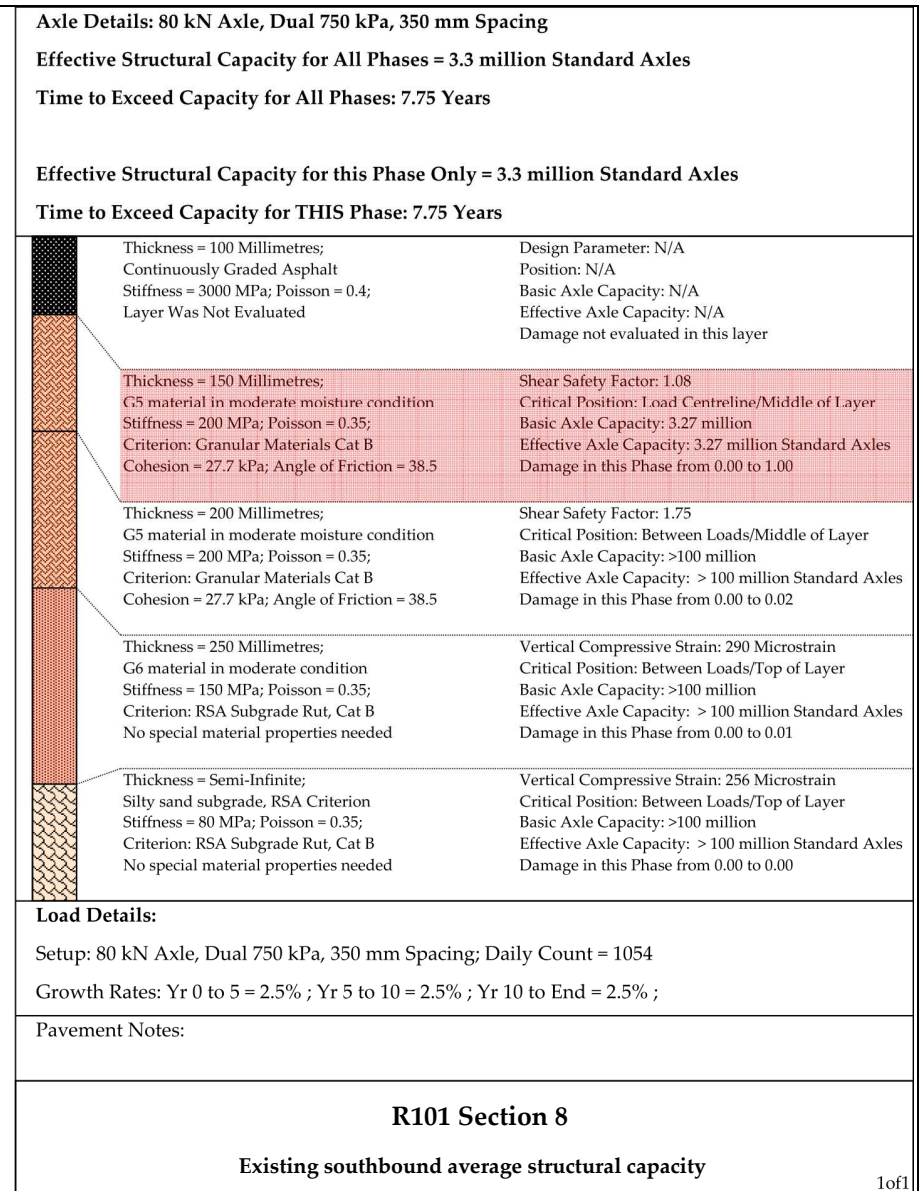 Axle Details: 80 kN Axle, Dual 750 kPa, 350 mm Spacing
Effective Structural Capacity for All Phases = 3.3 million Standard Axles
Time to Exceed Capacity for All Phases: 7.75 Years
Effective Structural Capacity for this Phase Only = 3.3 million Standard Axles
Time to Exceed Capacity for THIS Phase: 7.75 Years
Thickness = 100 Millimetres;
Continuously Graded Asphalt
Stiffness = 3000 MPa; Poisson = 0.4;
Layer Was Not Evaluated
Design Parameter: N/A
Position: N/A
Basic Axle Capacity: N/A
Effective Axle Capacity: N/A
Damage not evaluated in this layer
Thickness = 150 Millimetres;
G5 material in moderate moisture condition
Stiffness = 200 MPa; Poisson = 0.35;
Criterion: Granular Materials Cat B
Cohesion = 27.7 kPa; Angle of Friction = 38.5
Shear Safety Factor: 1.08
Critical Position: Load Centreline/Middle of Layer
Basic Axle Capacity: 3.27 million
Effective Axle Capacity: 3.27 million Standard Axles
Damage in this Phase from 0.00 to 1.00
Thickness = 200 Millimetres;
G5 material in moderate moisture condition
Stiffness = 200 MPa; Poisson = 0.35;
Criterion: Granular Materials Cat B
Cohesion = 27.7 kPa; Angle of Friction = 38.5
Shear Safety Factor: 1.75
Critical Position: Between Loads/Middle of Layer
Basic Axle Capacity: >100 million
Effective Axle Capacity: > 100 million Standard Axles
Damage in this Phase from 0.00 to 0.02
Thickness = 250 Millimetres;
G6 material in moderate condition
Stiffness = 150 MPa; Poisson = 0.35;
Criterion: RSA Subgrade Rut, Cat B
No special material properties needed
Vertical Compressive Strain: 290 Microstrain
Critical Position: Between Loads/Top of Layer
Basic Axle Capacity: >100 million
Effective Axle Capacity: > 100 million Standard Axles
Damage in this Phase from 0.00 to 0.01
Thickness = Semi-Infinite;
Silty sand subgrade, RSA Criterion
Stiffness = 80 MPa; Poisson = 0.35;
Criterion: RSA Subgrade Rut, Cat B
No special material properties needed
Vertical Compressive Strain: 256 Microstrain
Critical Position: Between Loads/Top of Layer
Basic Axle Capacity: >100 million
Effective Axle Capacity: > 100 million Standard Axles
Damage in this Phase from 0.00 to 0.00
Load Details:
Setup: 80 kN Axle, Dual 750 kPa, 350 mm Spacing; Daily Count = 1054
Growth Rates: Yr 0 to 5 = 2.5% ; Yr 5 to 10 = 2.5% ; Yr 10 to End = 2.5% ;
Pavement Notes:
R101 Section 8
Existing southbound average structural capacity
1of1